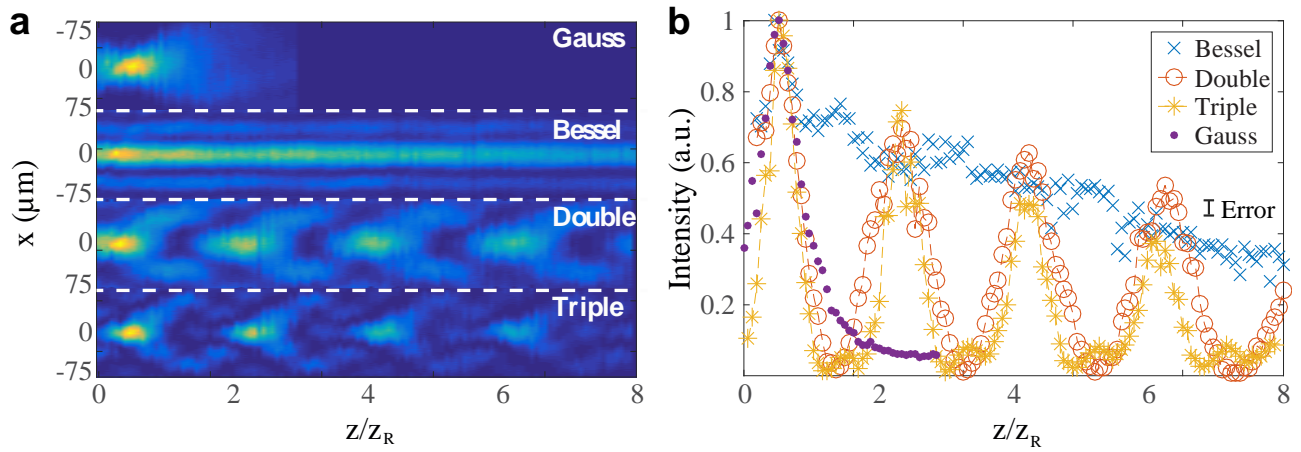 a
x (μm)
-75
0
75
0
-75
0
75
0
-75
Gauss
Bessel
Double
Triple
0
2
4
6
8
z/zR
b
Intensity (a.u.)
1
0.8
0.6
0.4
0.2
Bessel
Double
Triple
Gauss
Error
0
2
4
6
8
z/zR